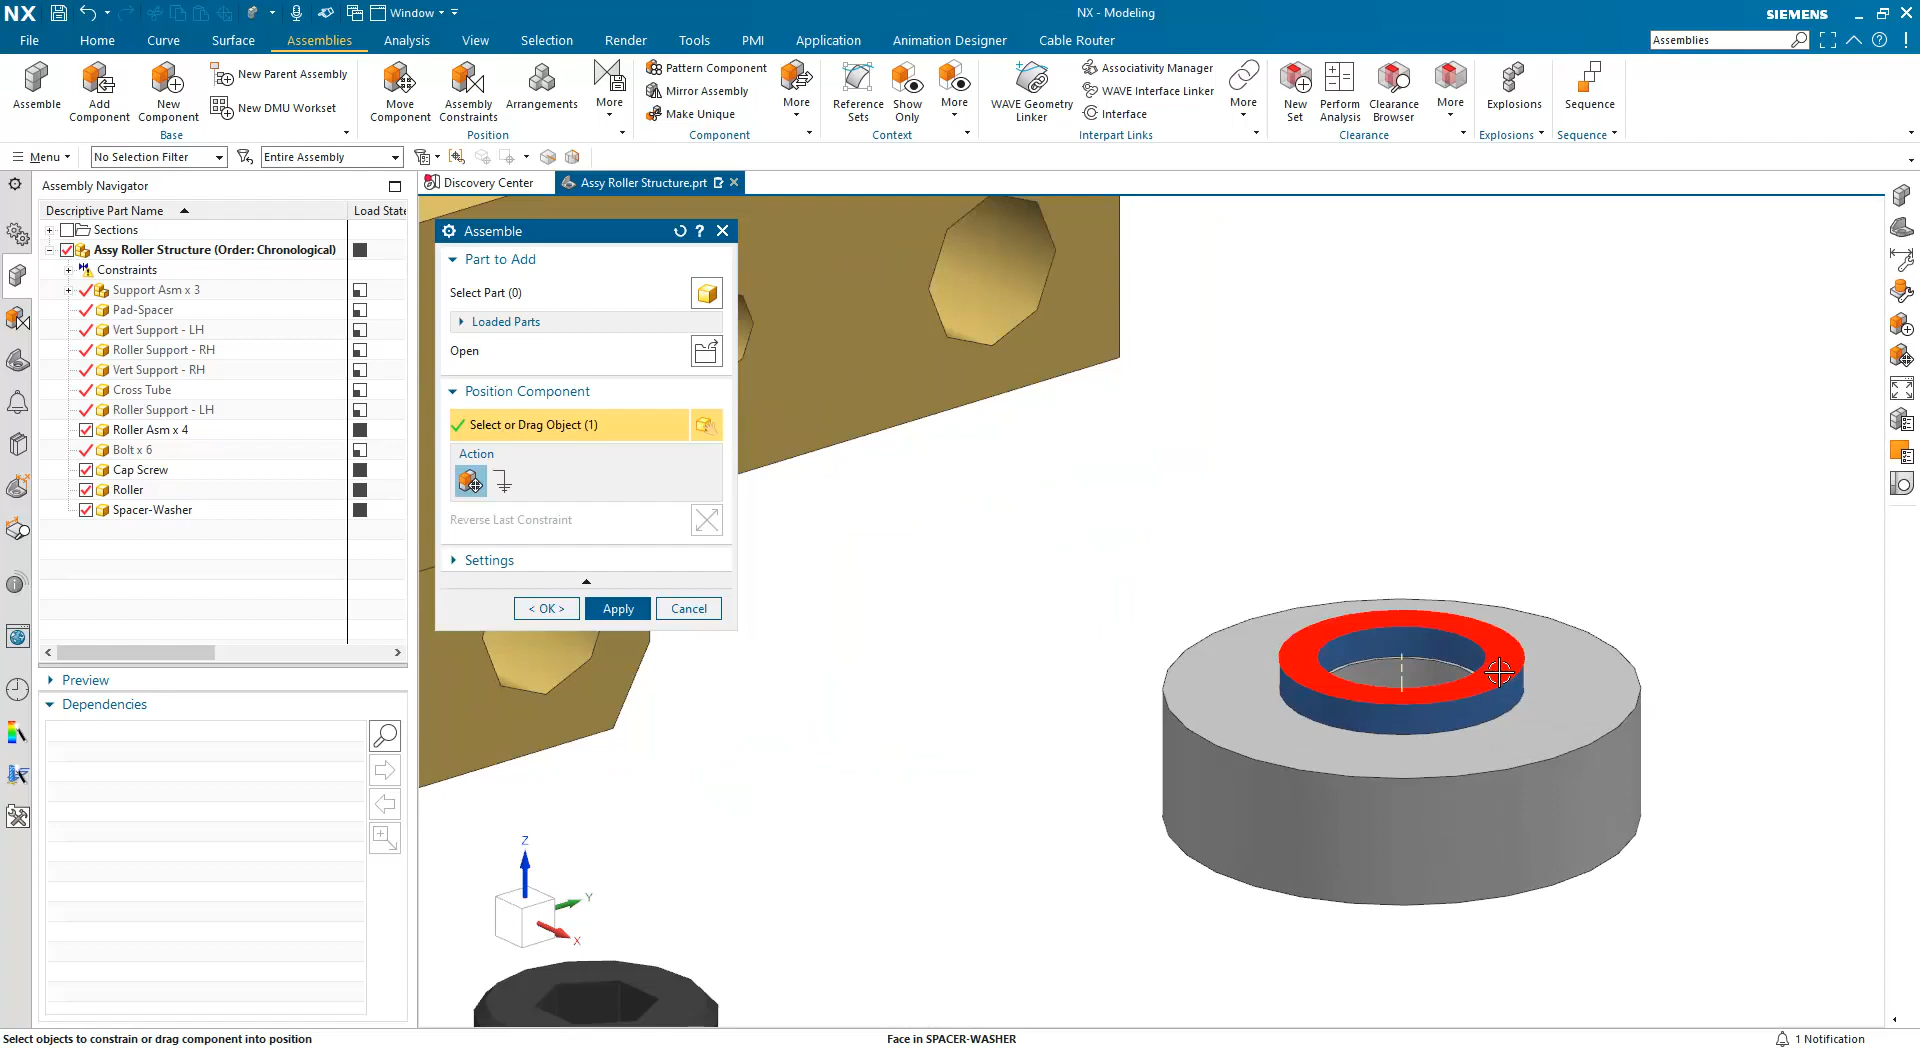 NX
Window
NX - Modeling
SIEMENS
File
Home
Curve
Surface
Assemblies
Analysis
View
Selection
Render
Tools
PMI
Application
Animation Designer
Cable Router
Assemblies
Assemble
Add Component
New Component
New Parent Assembly
New DMU Workset
Base
Move Component
Assembly Constraints
Arrangements
More
Position
Pattern Component
Mirror Assembly
Make Unique
More
Component
Reference Sets
Show Only
More
Context
WAVE Geometry Linker
Associativity Manager
WAVE Interface Linker
Interface
More
Interpart Links
New Set
Perform Analysis
Clearance Browser
More
Clearance
Explosions
Explosions
Sequence
Sequence
Menu
No Selection Filter
Entire Assembly
Assembly Navigator
Discovery Center
Assy Roller Structure.prt
Descriptive Part Name
Load State
Sections
Assy Roller Structure (Order: Chronological)
Constraints
Support Asm x 3
Pad-Spacer
Vert Support - LH
Roller Support - RH
Vert Support - RH
Cross Tube
Roller Support - LH
Roller Asm x 4
Bolt x 6
Cap Screw
Roller
Spacer-Washer
Preview
Dependencies
Assemble
Part to Add
Select Part (0)
Loaded Parts
Open
Position Component
Select or Drag Object (1)
Action
Reverse Last Constraint
Settings
< OK >
Apply
Cancel
Z
Y
X
Select objects to constrain or drag component into position
Face in SPACER-WASHER
1 Notification